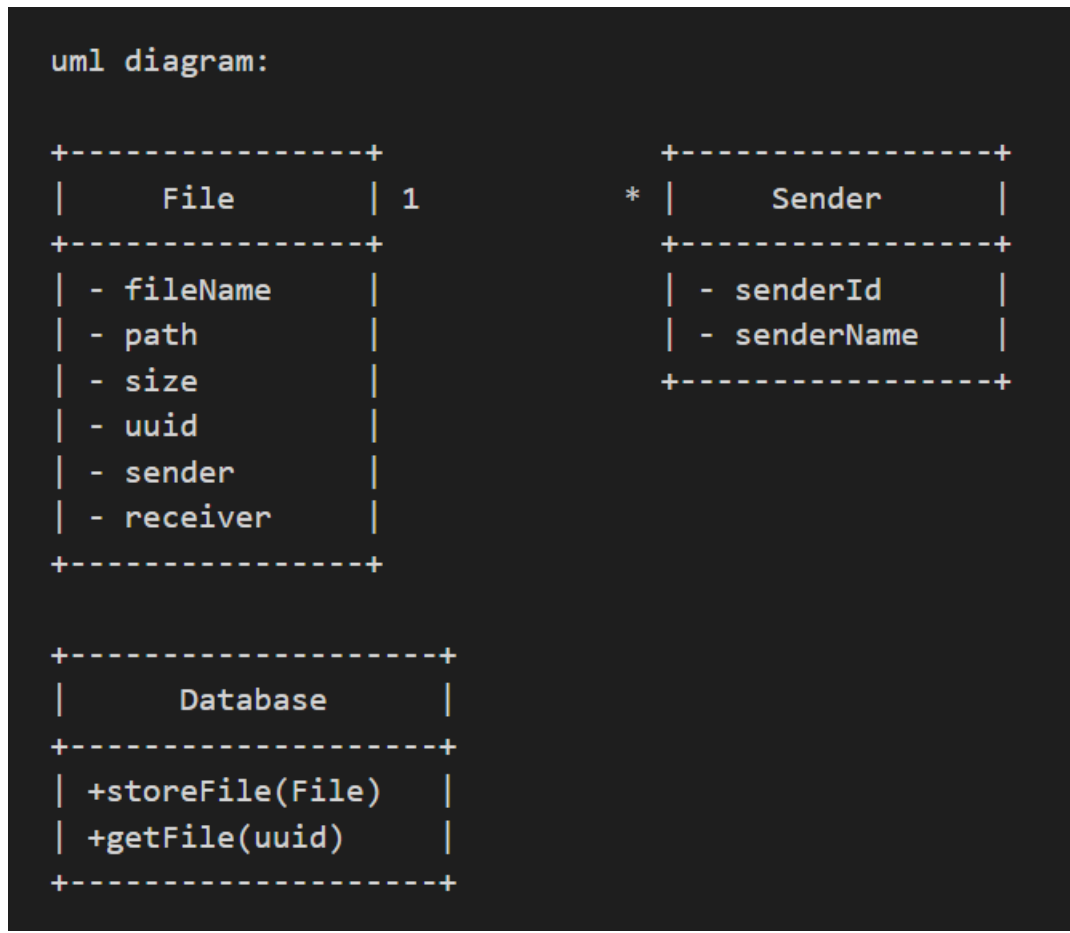 uml diagram:

+----------------+               +-----------------+
|     File       | 1           * |     Sender      |
+----------------+               +-----------------+
| - fileName     |               | - senderId      |
| - path         |               | - senderName    |
| - size         |               +-----------------+
| - uuid         |
| - sender       |
| - receiver     |
+----------------+

+--------------------+
|      Database      |
+--------------------+
| +storeFile(File)   |
| +getFile(uuid)     |
+--------------------+